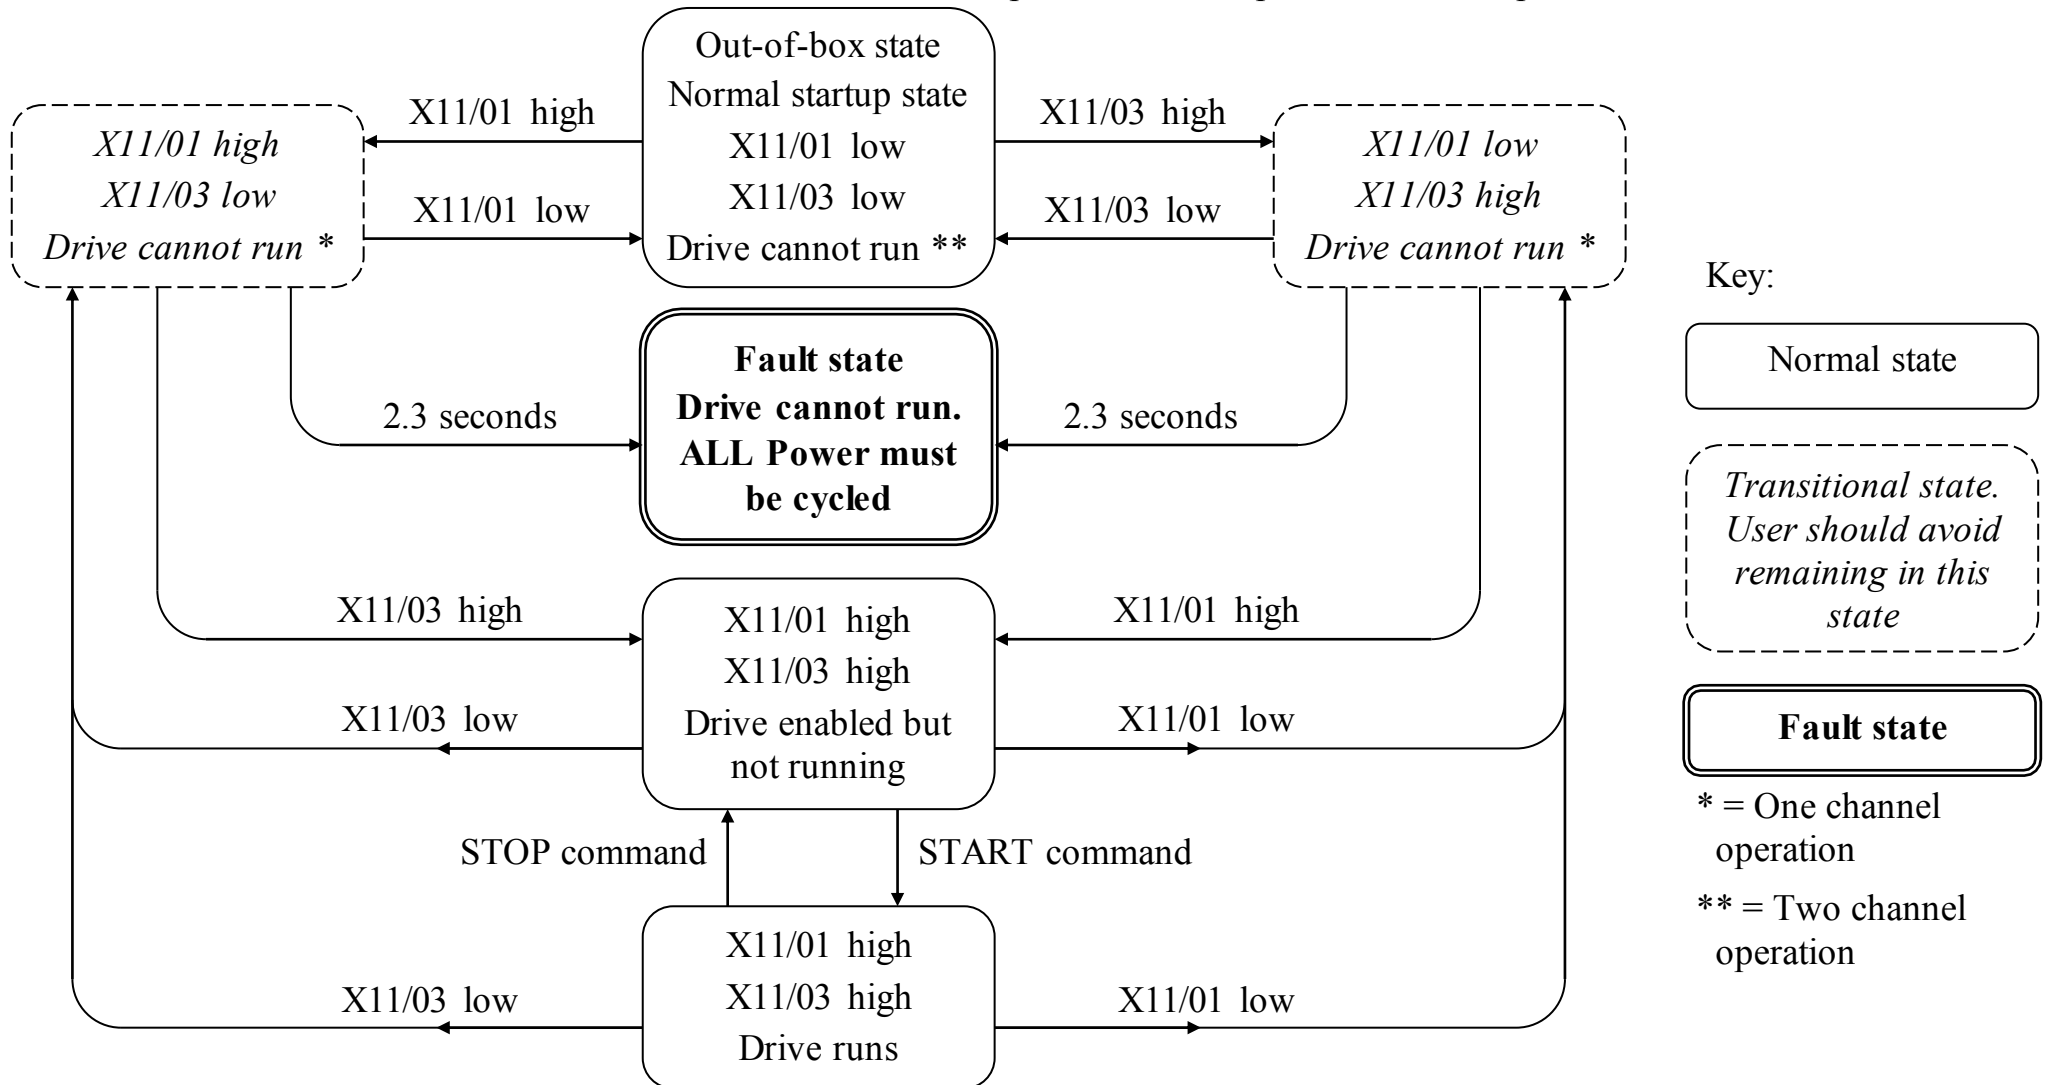 Out-of-box state
Normal startup state
X11/01 low
X11/03 low
Drive cannot run **
X11/01 high
X11/01 low
X11/03 high
X11/03 low
X11/01 high
X11/03 low
Drive cannot run *
X11/01 low
X11/03 high
Drive cannot run *
Fault state
Drive cannot run.
ALL Power must
be cycled
2.3 seconds
2.3 seconds
X11/03 high
X11/01 high
X11/01 high
X11/03 high
Drive enabled but
not running
X11/03 low
X11/01 low
STOP command
START command
X11/01 high
X11/03 high
Drive runs
X11/03 low
X11/01 low
Key:
Normal state
Transitional state.
User should avoid
remaining in this
state
Fault state
* = One channel
operation
** = Two channel
operation